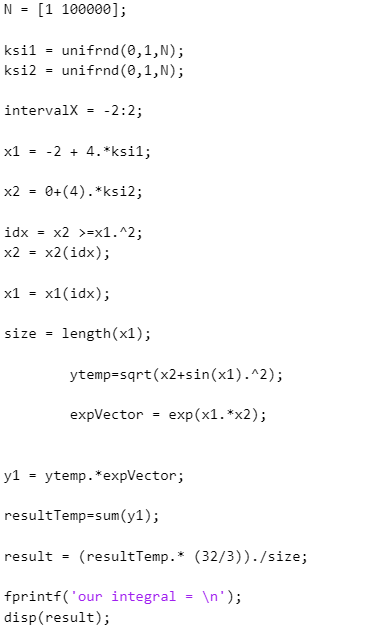 N = [1 100000];
ksi1 = unifrnd(0,1,N);
ksi2 = unifrnd(0,1,N);
intervalX = -2:2;
x1 = -2 + 4.*ksi1;
x2 = 0+(4).*ksi2;
idx = x2 >=x1.^2;
x2 = x2(idx);
x1 = x1(idx);
size = length(x1);
ytemp=sqrt(x2+sin(x1).^2);
expVector = exp(x1.*x2);
y1 = ytemp.*expVector;
resultTemp=sum(y1);
result = (resultTemp.* (32/3))./size;
fprintf('our integral = \n');
disp(result);